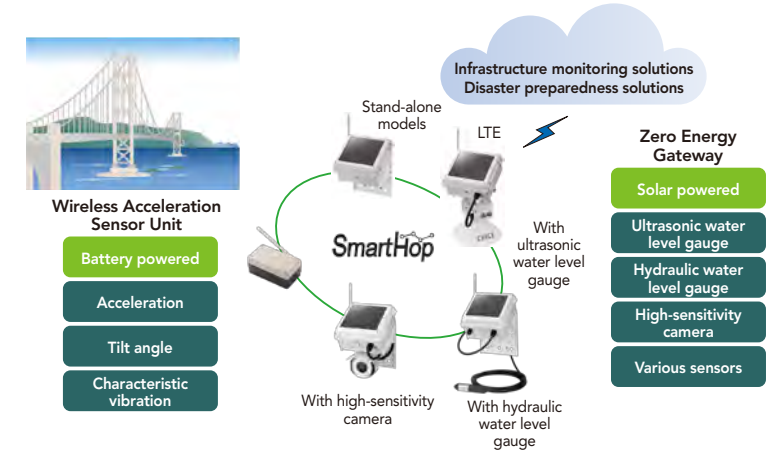 Infrastructure monitoring solutions
Disaster preparedness solutions
Stand-alone
models
LTE
Zero Energy
Gateway
Solar powered
Ultrasonic water
level gauge
Hydraulic water
level gauge
High-sensitivity
camera
Various sensors
Wireless Acceleration
Sensor Unit
Battery powered
Acceleration
Tilt angle
Characteristic
vibration
SmartHop
With
ultrasonic
water level
gauge
With high-sensitivity
camera
With hydraulic
water level
gauge